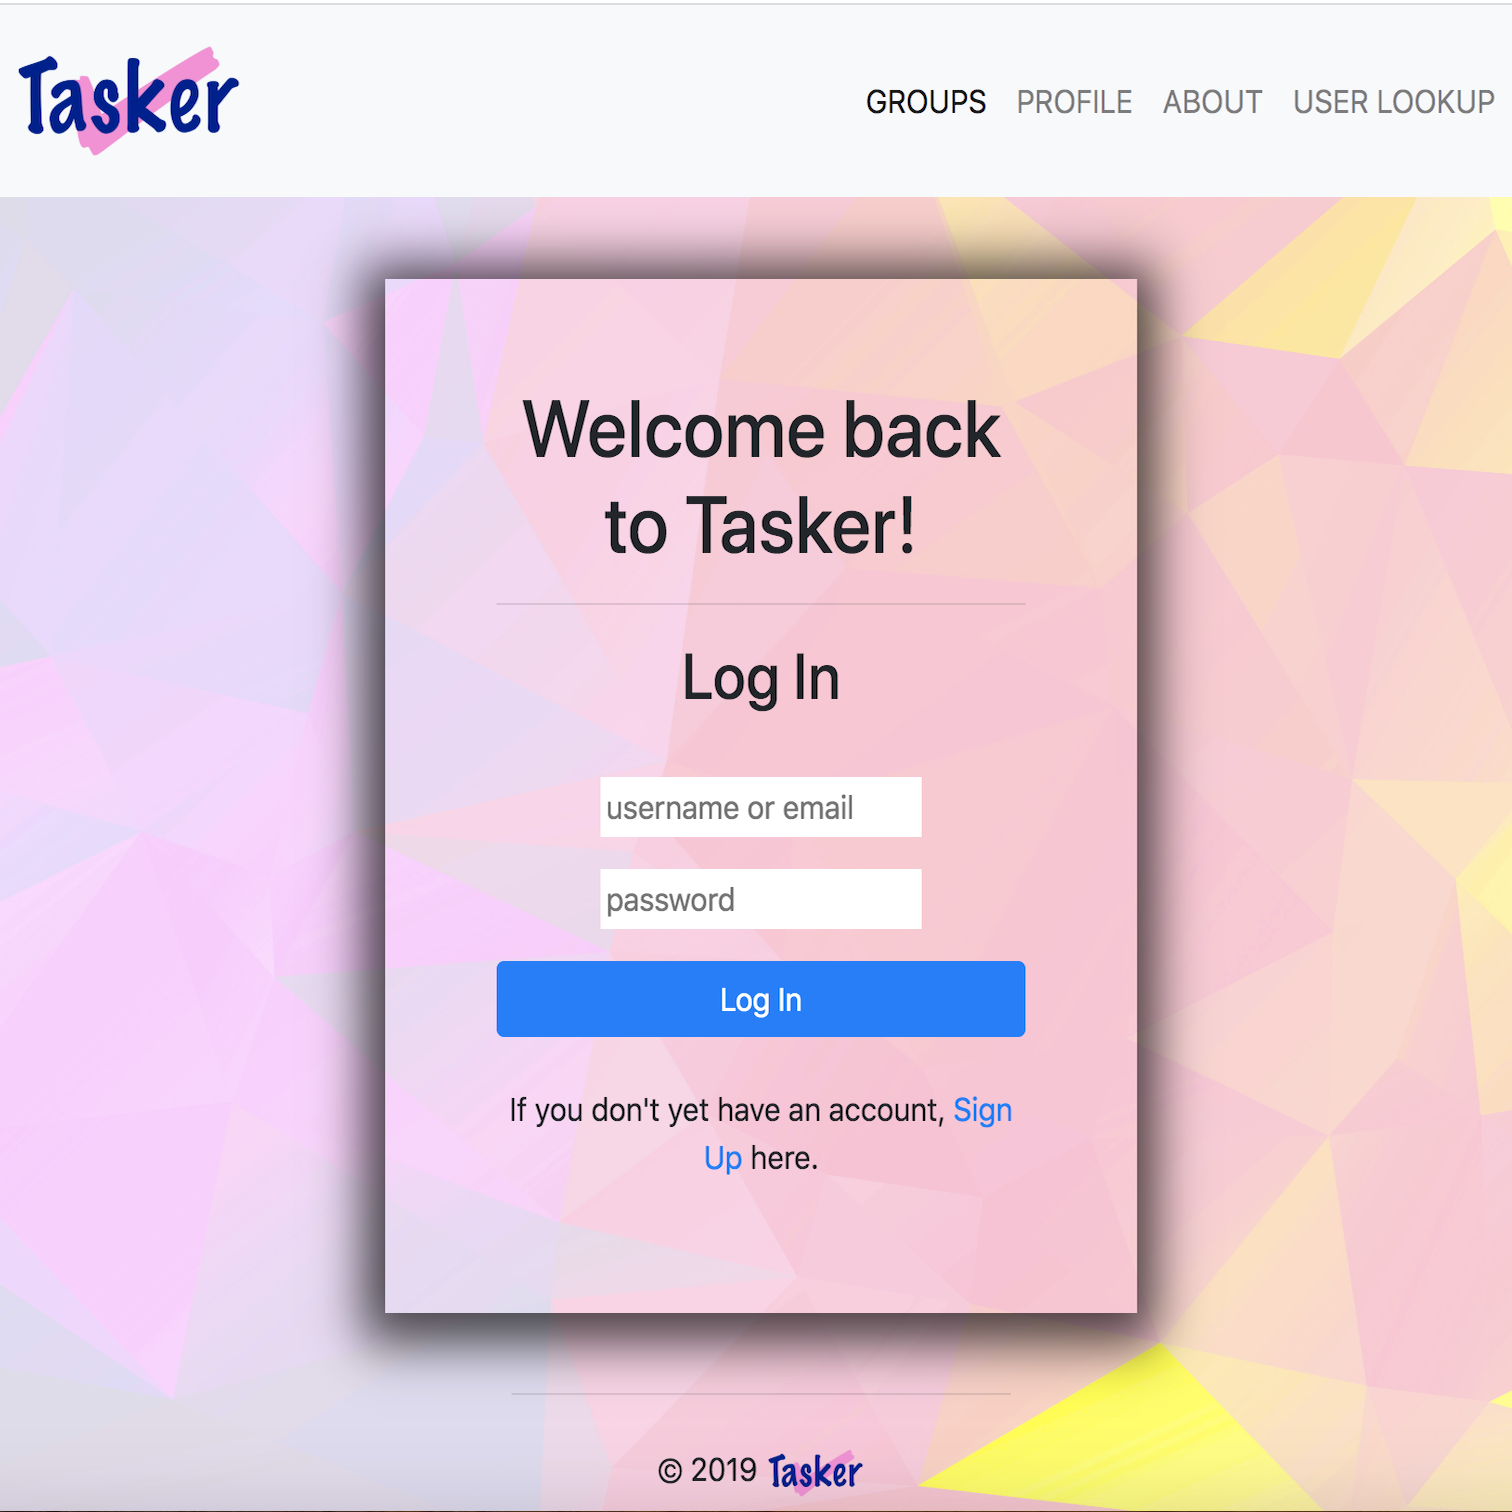 Tasker
GROUPS PROFILE ABOUT USER LOOKUP
Welcome back
to Tasker!
Log In
username or email
password
Log In
If you don't yet have an account, Sign
Up here.
© 2019 Tasker